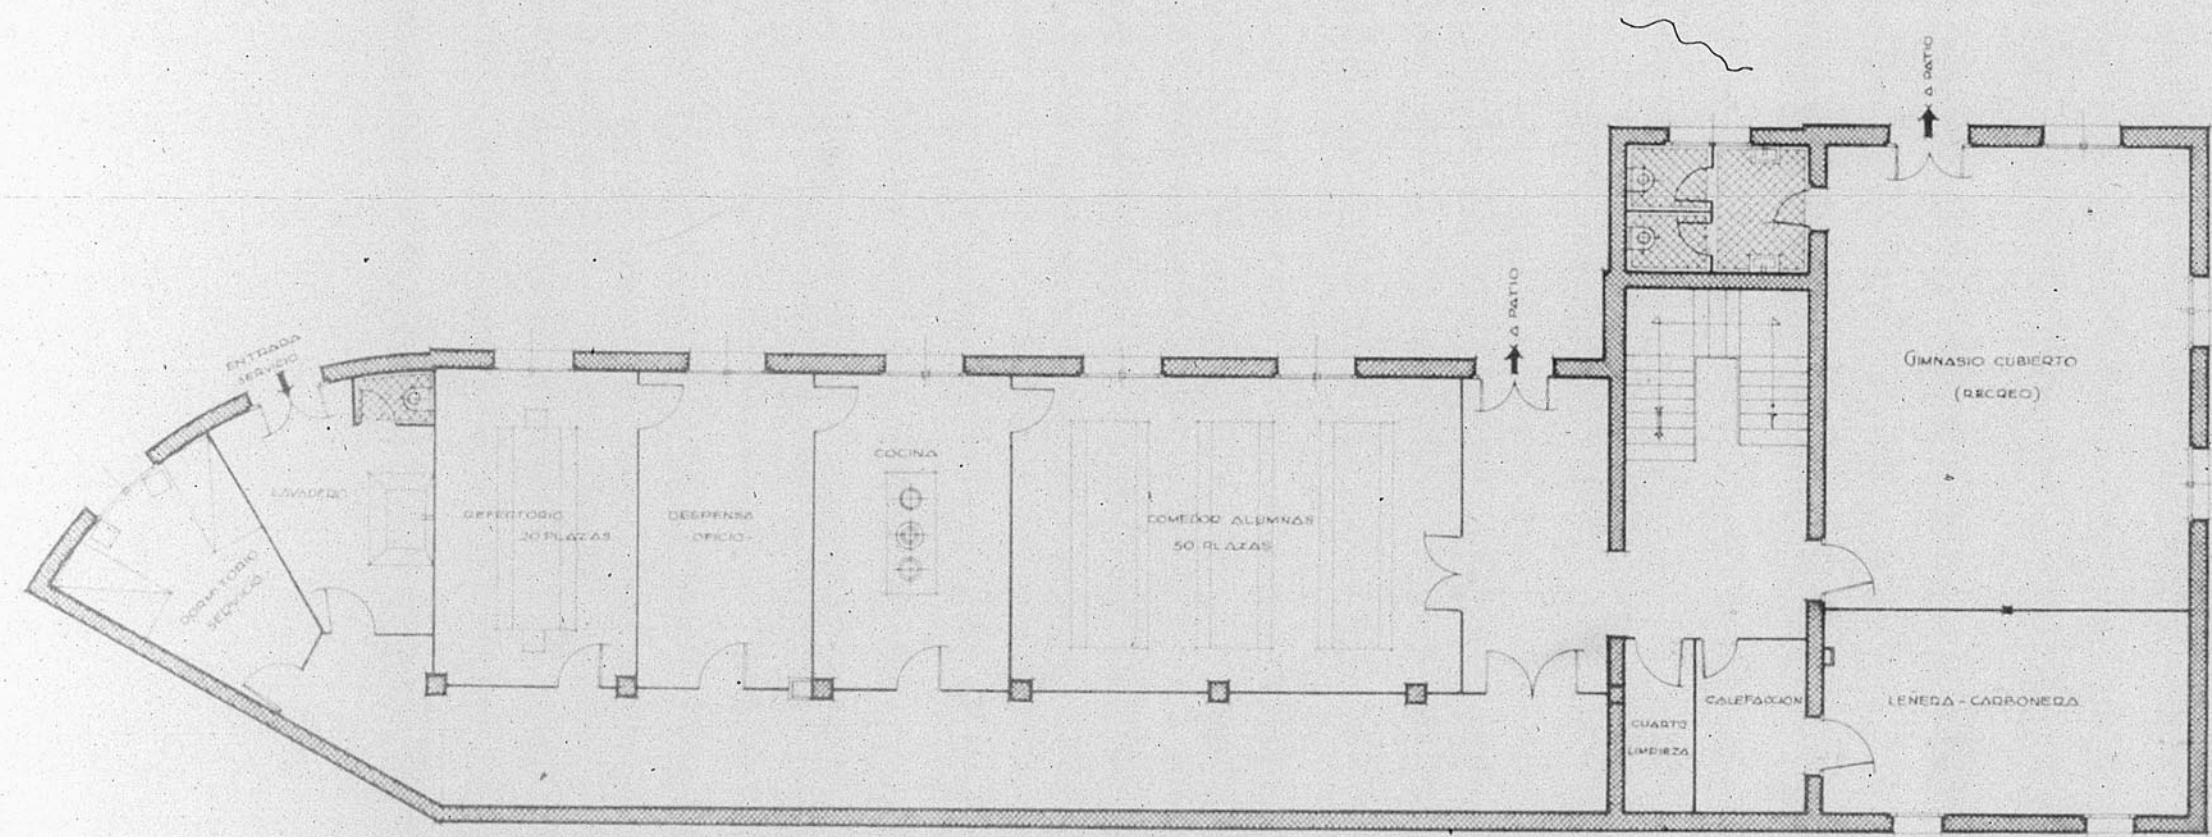 A PATIO
A PATIO
ENTRADA
SERVICIO
GIMNASIO CUBIERTO
(RECREO)
COCINA
LAVADERO
REFECTORIO
20 PLAZAS
DESPENSA
OFICIO-
COMEDOR ALUMNAS
50 PLAZAS
DORMITORIO
SERVICIO.
CUARTO
LIMPIEZA
CALEFACCION
LEÑERA - CARBONERA